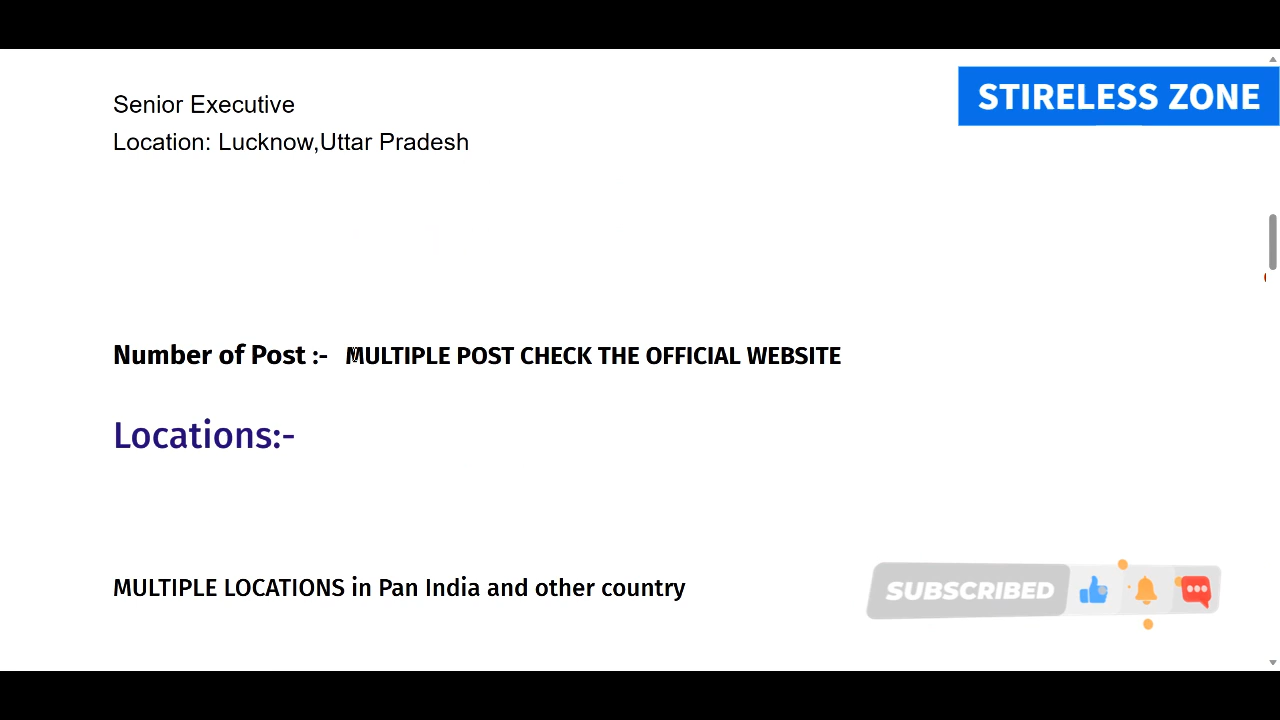 Senior Executive
STIRELESS ZONE
Location: Lucknow,Uttar Pradesh
Number of Post :- MULTIPLE POST CHECK THE OFFICIAL WEBSITE
Locations:-
MULTIPLE LOCATIONS in Pan India and other country
SUBSCRIBED